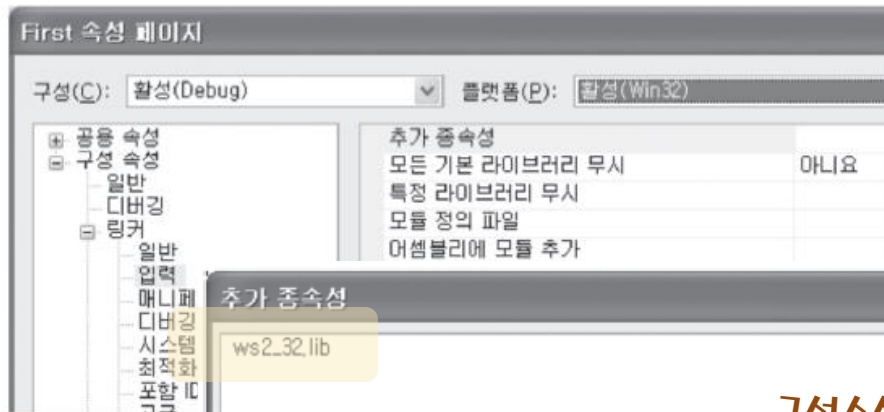 First 속성 페이지
구성(C): 활성(Debug) 플랫폼(P): 활성(Win32)
공용 속성
구성 속성
일반
디버깅
링커
일반
입력
매니페
디버깅
시스템
최적화
포함 ID
고급
추가 종속성
모든 기본 라이브러리 무시 아니요
특정 라이브러리 무시
모듈 정의 파일
어셈블리에 모듈 추가
추가 종속성
ws2_32.lib